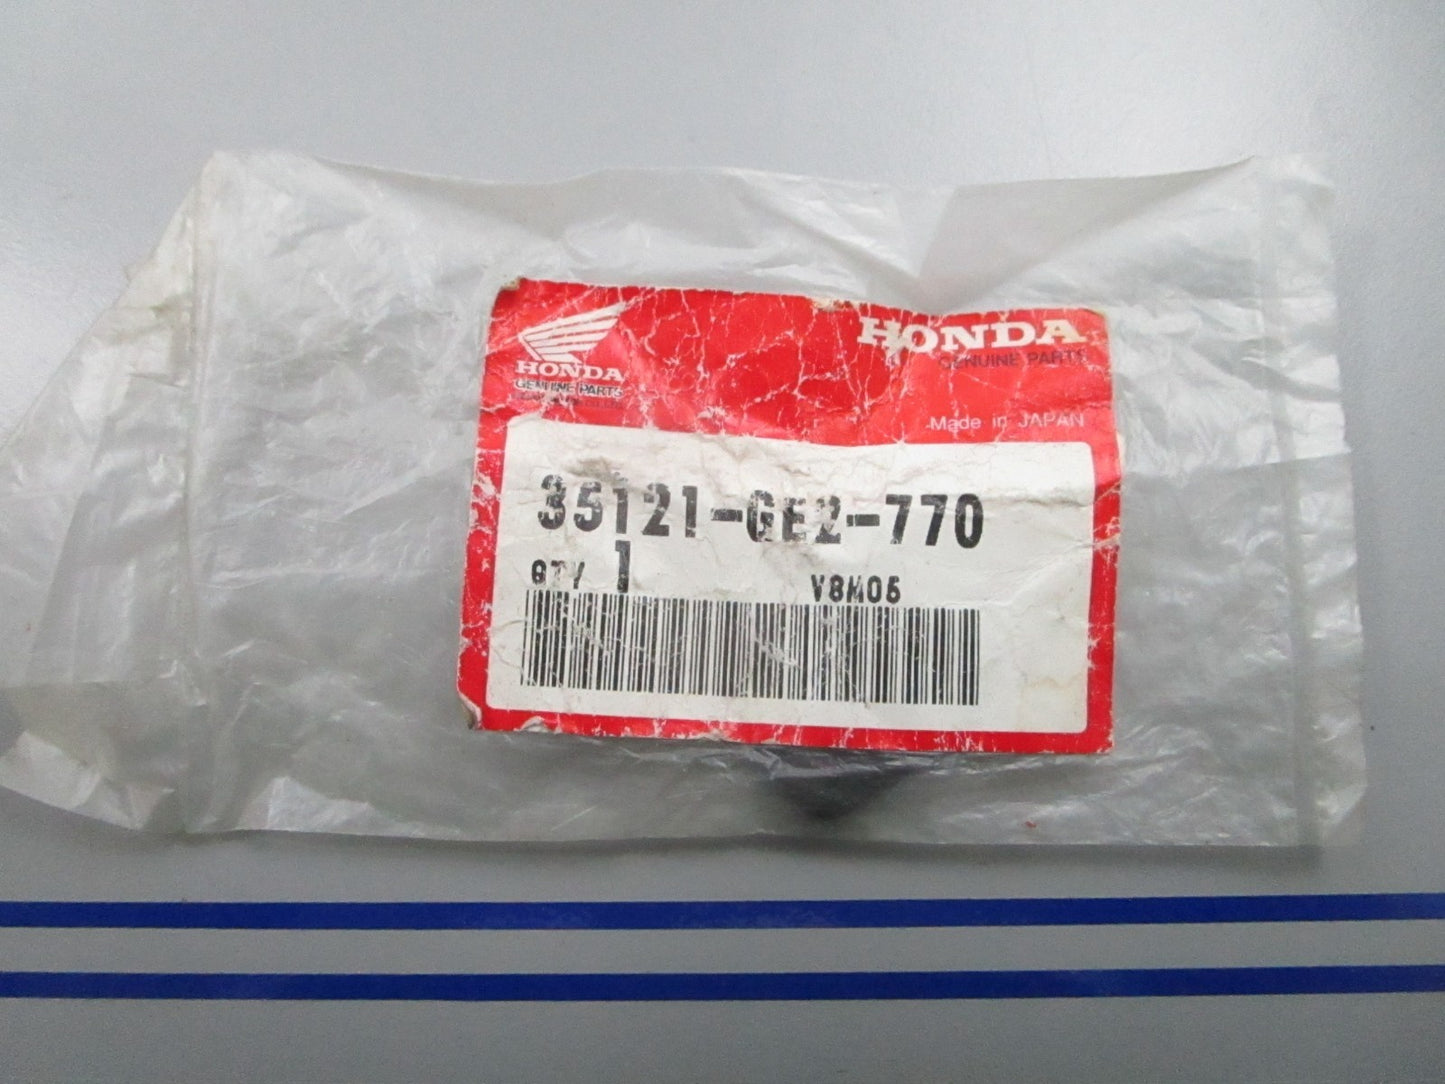 HONDA
GENUINE PARTS
HONDA
GENUINE PARTS
Made in JAPAN
35121-GE2-770
QTY 1 V8M05